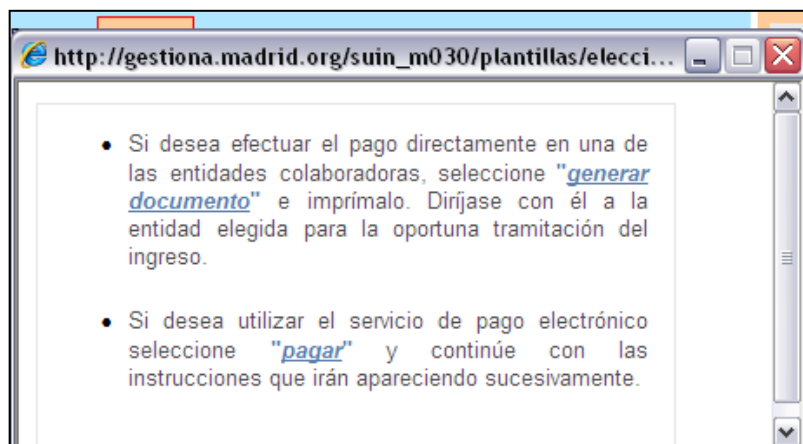 http://gestiona.madrid.org/suin_m030/plantillas/elecci...
• Si desea efectuar el pago directamente en una de
las entidades colaboradoras, seleccione "generar
documento" e imprímalo. Diríjase con él a la
entidad elegida para la oportuna tramitación del
ingreso.
• Si desea utilizar el servicio de pago electrónico
seleccione "pagar" y continúe con las
instrucciones que irán apareciendo sucesivamente.